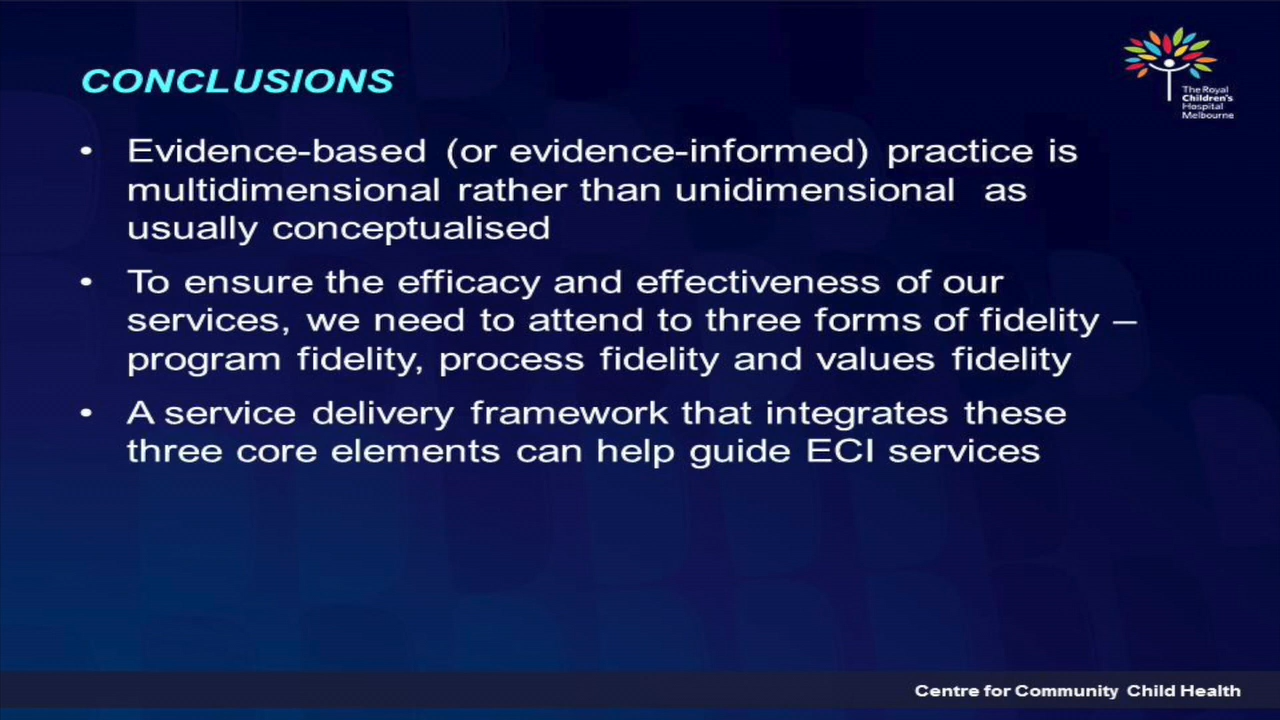 CONCLUSIONS
The Royal
Children's
Hospital
Melbourne
• Evidence-based (or evidence-informed) practice is
multidimensional rather than unidimensional as
usually conceptualised
• To ensure the efficacy and effectiveness of our
services, we need to attend to three forms of fidelity –
program fidelity, process fidelity and values fidelity
• A service delivery framework that integrates these
three core elements can help guide ECI services
Centre for Community Child Health